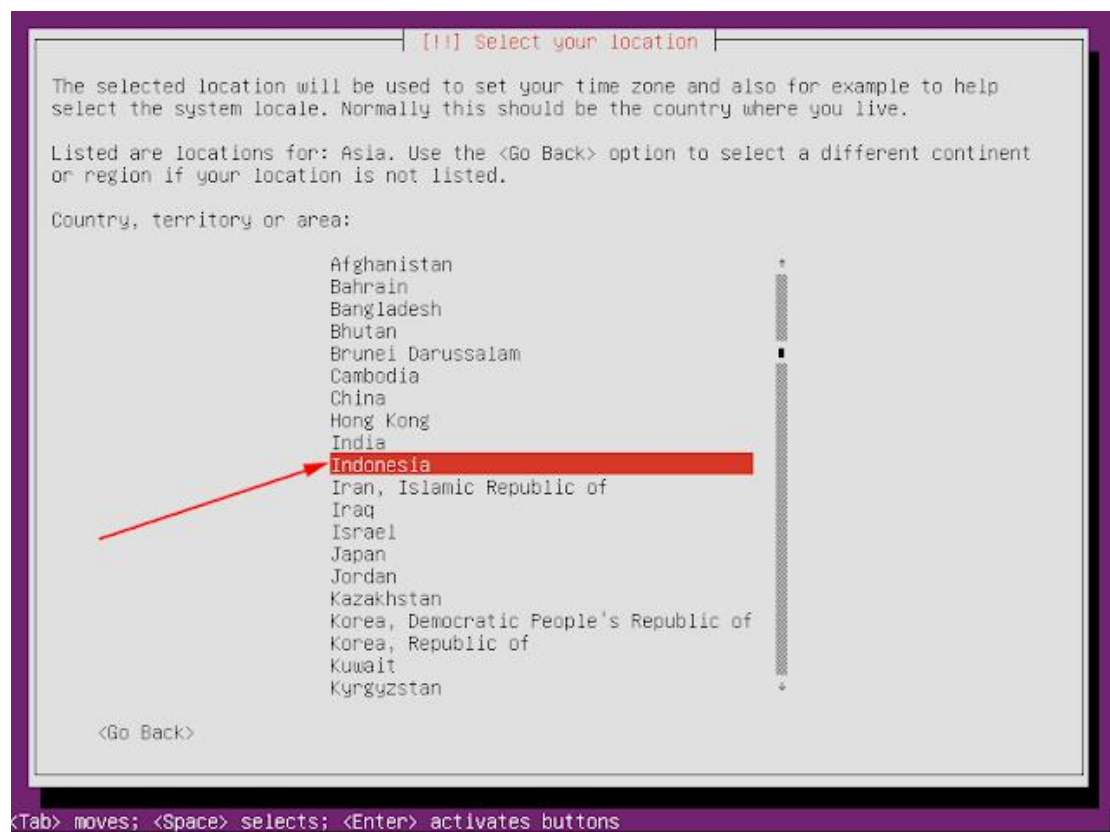 [!!] Select your location
The selected location will be used to set your time zone and also for example to help
select the system locale. Normally this should be the country where you live.
Listed are locations for: Asia. Use the <Go Back> option to select a different continent
or region if your location is not listed.
Country, territory or area:
Afghanistan
Bahrain
Bangladesh
Bhutan
Brunei Darussalam
Cambodia
China
Hong Kong
India
Indonesia
Iran, Islamic Republic of
Iraq
Israel
Japan
Jordan
Kazakhstan
Korea, Democratic People's Republic of
Korea, Republic of
Kuwait
Kyrgyzstan
<Go Back>
<Tab> moves; <Space> selects; <Enter> activates buttons